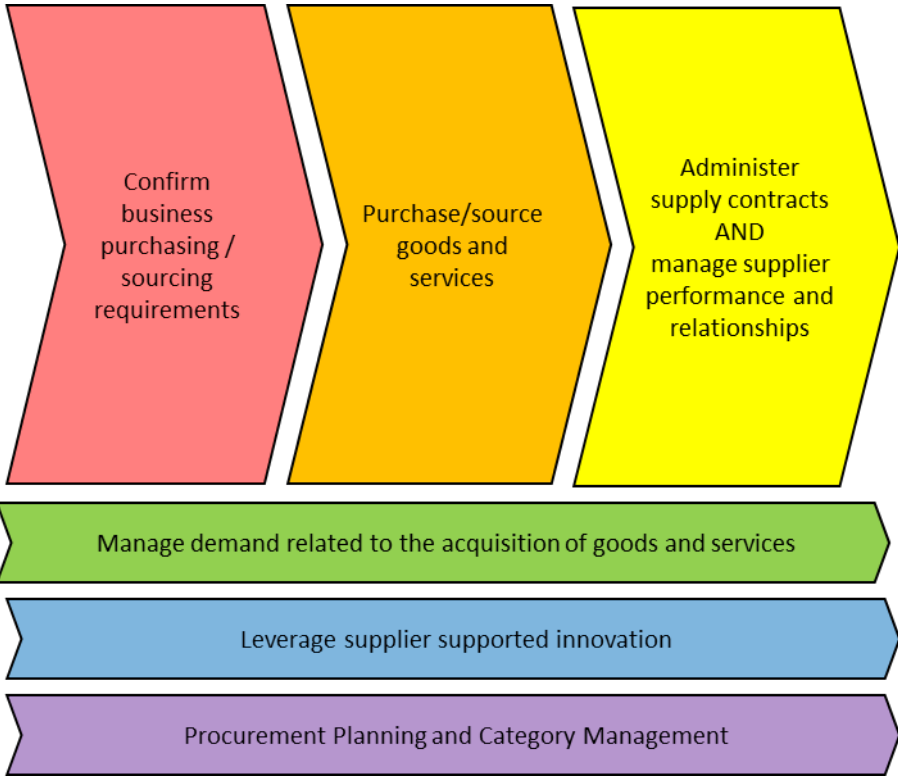 Confirm
business
purchasing /
sourcing
requirements
Purchase/source
goods and
services
Administer
supply contracts
AND
manage supplier
performance and
relationships
Manage demand related to the acquisition of goods and services
Leverage supplier supported innovation
Procurement Planning and Category Management